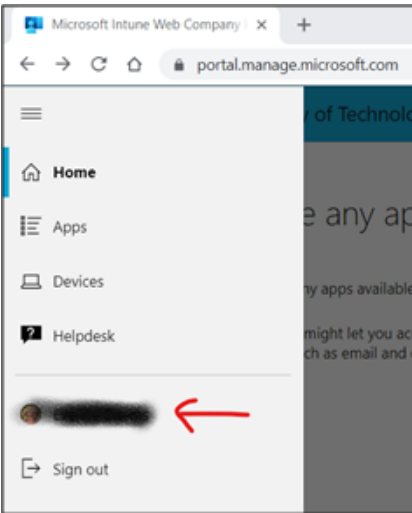 Microsoft Intune Web Company
portal.manage.microsoft.com
of Technolo
Home
e any ap
Apps
Devices
ny apps available
Helpdesk
might let you ac
ch as email and
Sign out